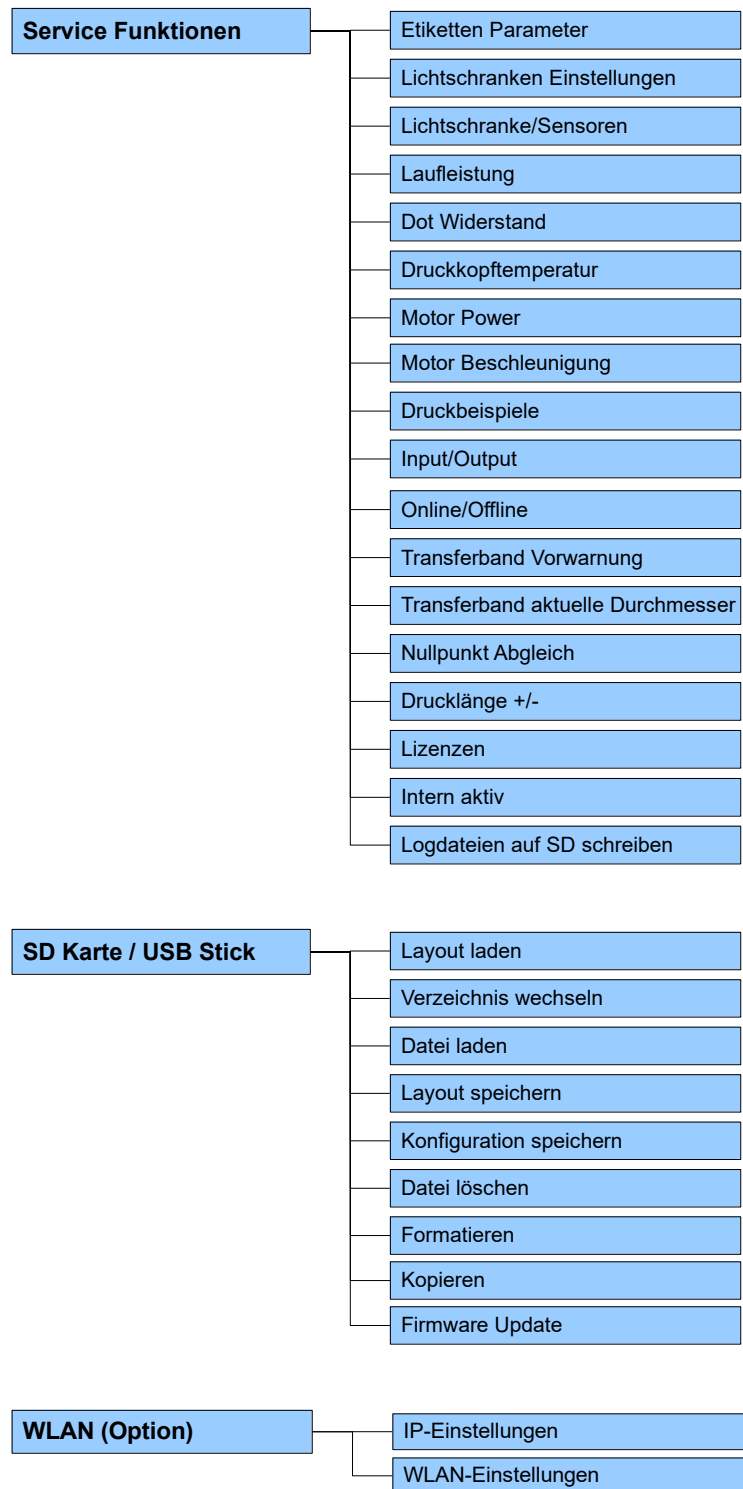 Service Funktionen
Etiketten Parameter
Lichtschranken Einstellungen
Lichtschranke/Sensoren
Laufleistung
Dot Widerstand
Druckkopftemperatur
Motor Power
Motor Beschleunigung
Druckbeispiele
Input/Output
Online/Offline
Transferband Vorwarnung
Transferband aktuelle Durchmesser
Nullpunkt Abgleich
Drucklänge +/-
Lizenzen
Intern aktiv
Logdateien auf SD schreiben
SD Karte / USB Stick
Layout laden
Verzeichnis wechseln
Datei laden
Layout speichern
Konfiguration speichern
Datei löschen
Formatieren
Kopieren
Firmware Update
WLAN (Option)
IP-Einstellungen
WLAN-Einstellungen